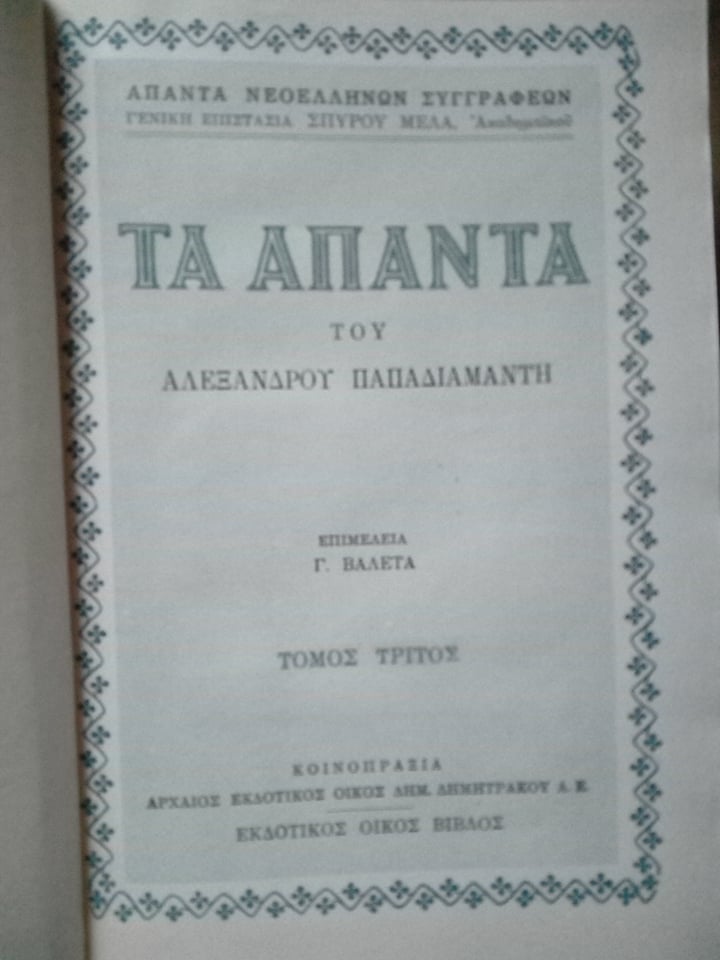 ΑΠΑΝΤΑ ΝΕΟΕΛΛΗΝΩΝ ΣΥΓΓΡΑΦΕΩΝ
ΓΕΝΙΚΗ ΕΠΙΣΤΑΣΙΑ ΣΠΥΡΟΥ ΜΕΛΑ, Ἀκαδημαϊκοῦ
ΤΑ ΑΠΑΝΤΑ
ΤΟΥ
ΑΛΕΞΑΝΔΡΟΥ ΠΑΠΑΔΙΑΜΑΝΤΗ
ΕΠΙΜΕΛΕΙΑ
Γ. ΒΑΛΕΤΑ
ΤΟΜΟΣ ΤΡΙΤΟΣ
ΚΟΙΝΟΠΡΑΞΙΑ
ΑΡΧΑΙΟΣ ΕΚΔΟΤΙΚΟΣ ΟΙΚΟΣ ΔΗΜ. ΔΗΜΗΤΡΑΚΟΥ Α. Ε.
ΕΚΔΟΤΙΚΟΣ ΟΙΚΟΣ ΒΙΒΛΟΣ